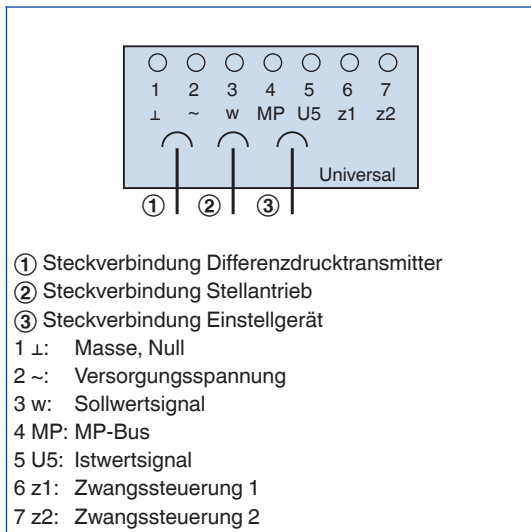 1 2 3 4 5 6 7
⊥ ~ w MP U5 z1 z2
Universal
① ② ③
① Steckverbindung Differenzdrucktransmitter
② Steckverbindung Stellantrieb
③ Steckverbindung Einstellgerät
1 ⊥: Masse, Null
2 ~: Versorgungsspannung
3 w: Sollwertsignal
4 MP: MP-Bus
5 U5: Istwertsignal
6 z1: Zwangssteuerung 1
7 z2: Zwangssteuerung 2